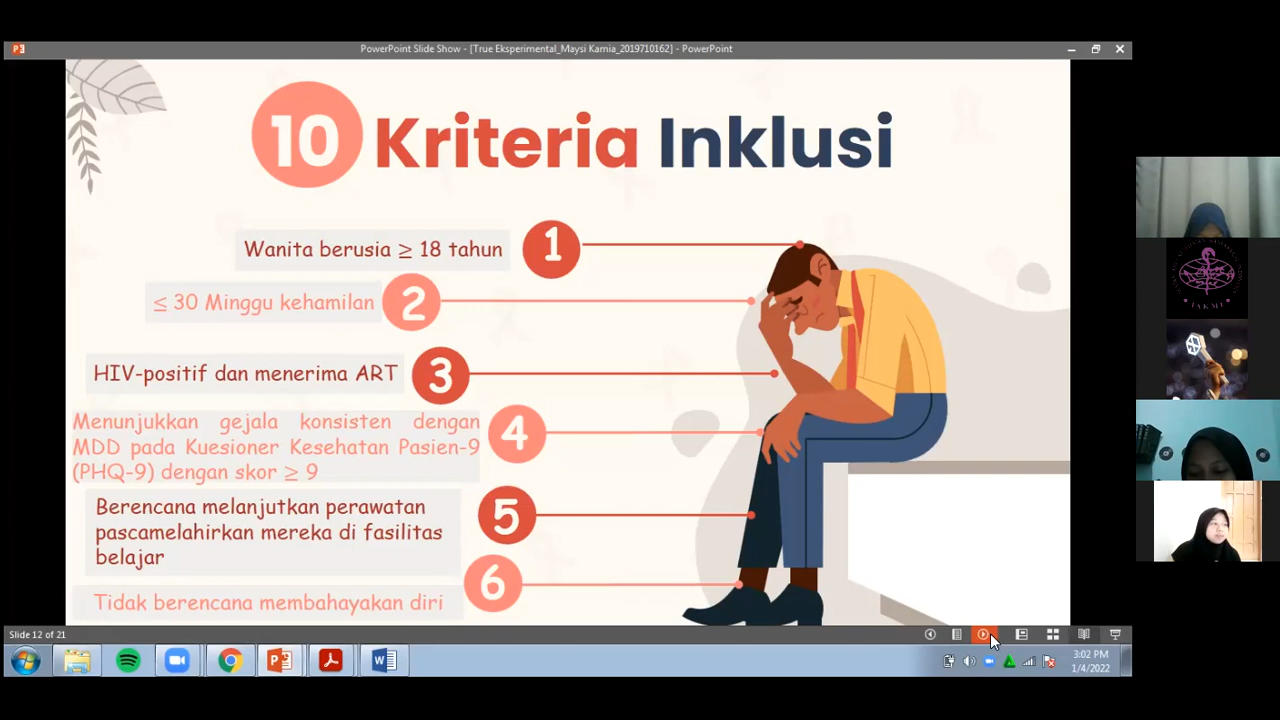 PowerPoint Slide Show - [True Eksperimental_Maysi Karnia_2019710162] - PowerPoint
10 Kriteria Inklusi
Wanita berusia ≥ 18 tahun 1
≤ 30 Minggu kehamilan 2
HIV-positif dan menerima ART 3
Menunjukkan gejala konsisten dengan
MDD pada Kuesioner Kesehatan Pasien-9
(PHQ-9) dengan skor ≥ 9
4
Berencana melanjutkan perawatan
pascamelahirkan mereka di fasilitas
belajar
5
Tidak berencana membahayakan diri 6
Slide 12 of 21
3:02 PM
1/4/2022